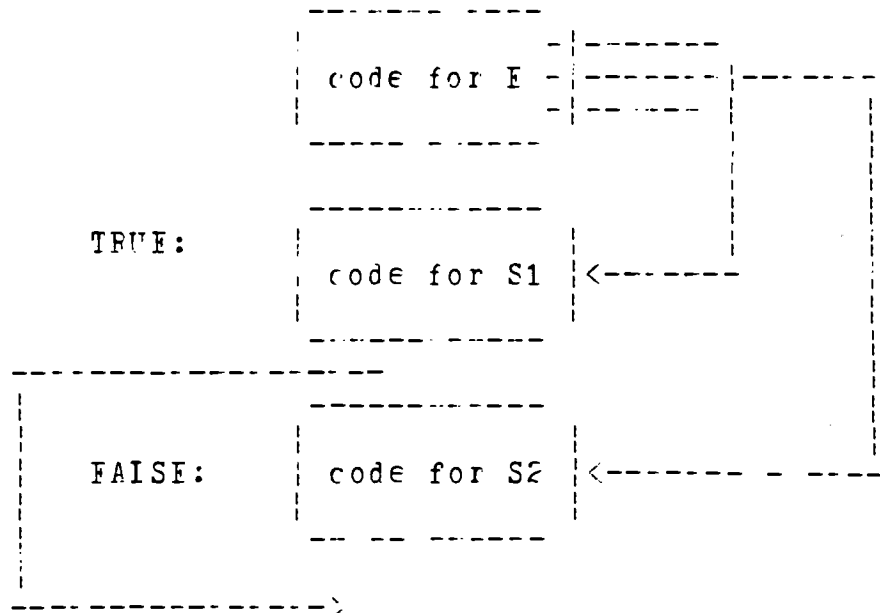 code for E
TRUE:
code for S1
FALSE:
code for S2